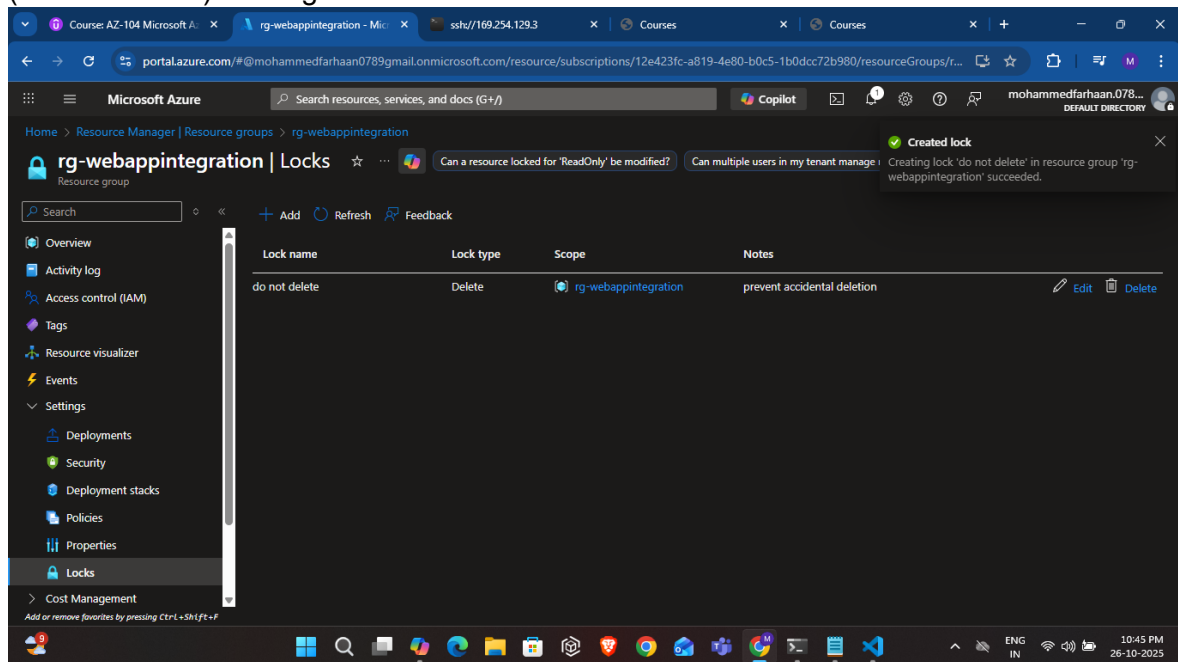 Course: AZ-104 Microsoft Az
rg-webappintegration - Micr
ssh://169.254.129.3
Courses
Courses
portal.azure.com/#@mohammedfarhaan0789gmail.onmicrosoft.com/resource/subscriptions/12e423fc-a819-4e80-b0c5-1b0dcc72b980/resourceGroups/r...
M
Microsoft Azure
Search resources, services, and docs (G+/)
Copilot
1
mohammedfarhaan.078...
DEFAULT DIRECTORY
Home > Resource Manager | Resource groups > rg-webappintegration
rg-webappintegration | Locks
Resource group
Can a resource locked for 'ReadOnly' be modified?
Can multiple users in my tenant manage
Created lock
Creating lock 'do not delete' in resource group 'rg-
webappintegration' succeeded.
Search
Add
Refresh
Feedback
Overview
Activity log
Access control (IAM)
Tags
Resource visualizer
Events
Settings
Deployments
Security
Deployment stacks
Policies
Properties
Locks
Cost Management
Add or remove favorites by pressing Ctrl+Shift+F
Lock name Lock type Scope Notes
do not delete Delete rg-webappintegration prevent accidental deletion Edit Delete
9
ENG
IN
10:45 PM
26-10-2025